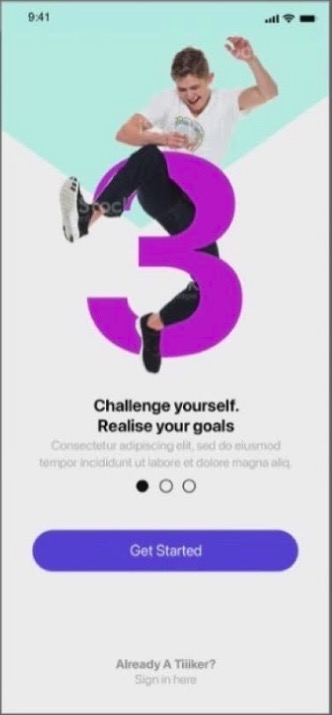 9:41
3
Challenge yourself.
Realise your goals
Consectetur adipiscing elit, sed do eiusmod
tempor incididunt ut labore et dolore magna aliq.
Get Started
Already A Tiiiker?
Sign in here